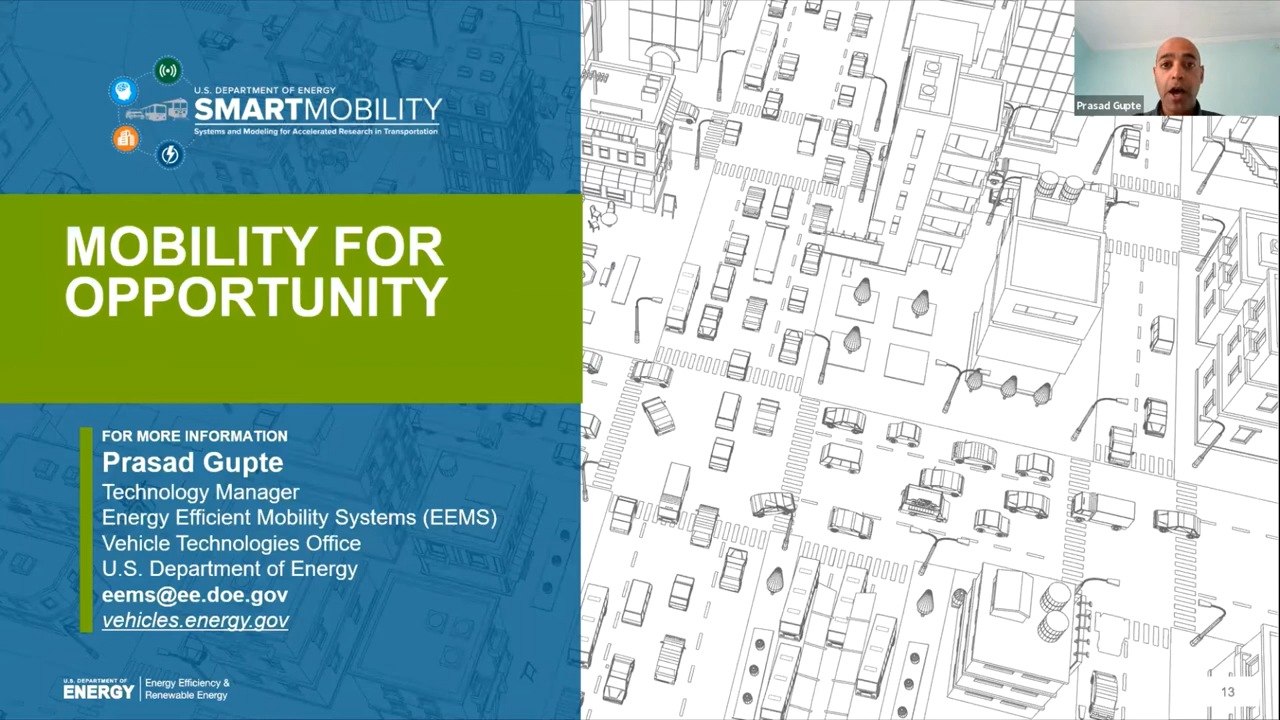 U.S. DEPARTMENT OF ENERGY
SMARTMOBILITY
Systems and Modeling for Accelerated Research in Transportation
Prasad Gupte
MOBILITY FOR
OPPORTUNITY
FOR MORE INFORMATION
Prasad Gupte
Technology Manager
Energy Efficient Mobility Systems (EEMS)
Vehicle Technologies Office
U.S. Department of Energy
eems@ee.doe.gov
vehicles.energy.gov
U.S. DEPARTMENT OF
ENERGY
Energy Efficiency &
Renewable Energy
13